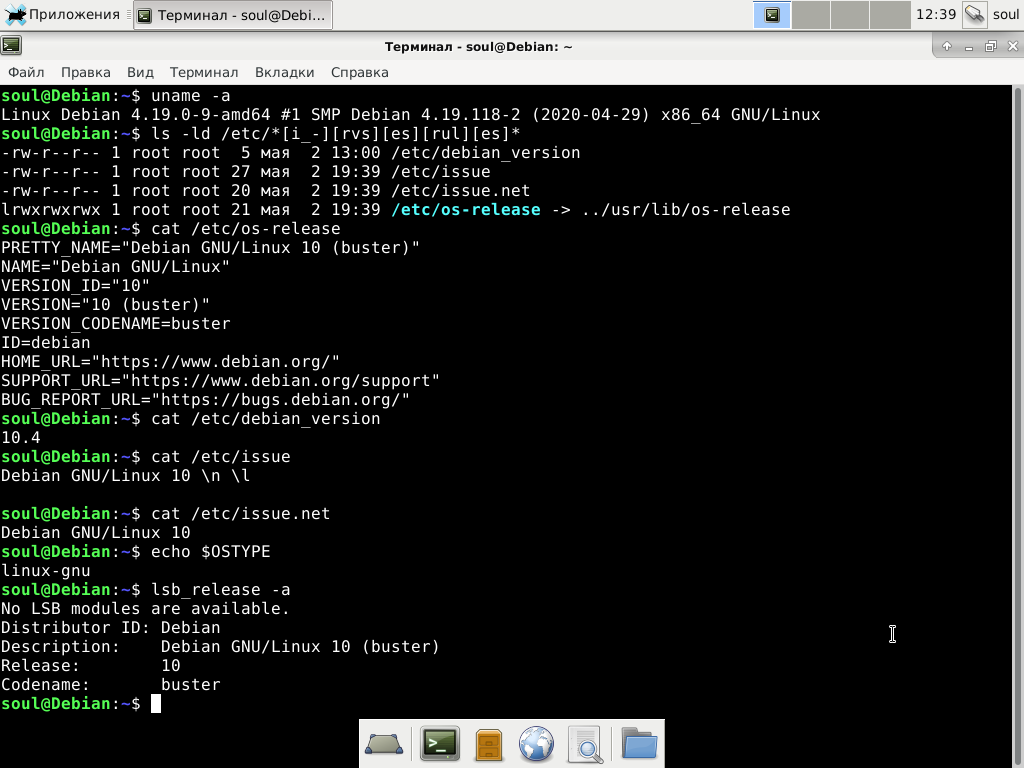 Приложения
Терминал - soul@Debi...
12:39
soul
Терминал - soul@Debian: ~
Файл Правка Вид Терминал Вкладки Справка
soul@Debian:~$ uname -a
Linux Debian 4.19.0-9-amd64 #1 SMP Debian 4.19.118-2 (2020-04-29) x86_64 GNU/Linux
soul@Debian:~$ ls -ld /etc/*[i_-][rvs][es][rul][es]*
-rw-r--r-- 1 root root  5 мая  2 13:00 /etc/debian_version
-rw-r--r-- 1 root root 27 мая  2 19:39 /etc/issue
-rw-r--r-- 1 root root 20 мая  2 19:39 /etc/issue.net
lrwxrwxrwx 1 root root 21 мая  2 19:39 /etc/os-release -> ../usr/lib/os-release
soul@Debian:~$ cat /etc/os-release
PRETTY_NAME="Debian GNU/Linux 10 (buster)"
NAME="Debian GNU/Linux"
VERSION_ID="10"
VERSION="10 (buster)"
VERSION_CODENAME=buster
ID=debian
HOME_URL="https://www.debian.org/"
SUPPORT_URL="https://www.debian.org/support"
BUG_REPORT_URL="https://bugs.debian.org/"
soul@Debian:~$ cat /etc/debian_version
10.4
soul@Debian:~$ cat /etc/issue
Debian GNU/Linux 10 \n \l
soul@Debian:~$ cat /etc/issue.net
Debian GNU/Linux 10
soul@Debian:~$ echo $OSTYPE
linux-gnu
soul@Debian:~$ lsb_release -a
No LSB modules are available.
Distributor ID: Debian
Description:    Debian GNU/Linux 10 (buster)
Release:        10
Codename:       buster
soul@Debian:~$